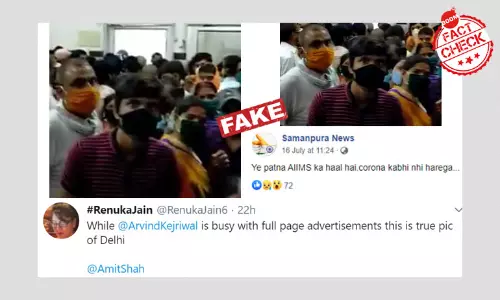 BOOM
FACT
CHECK
FAKE
Samanpura News
16 July at 11:24 ·
Ye patna AIIMS ka haal hai.corona kabhi nhi harega...
72
#RenukaJain @RenukaJain6 · 22h
While @ArvindKejriwal is busy with full page advertisements this is true pic
of Delhi
@AmitShah